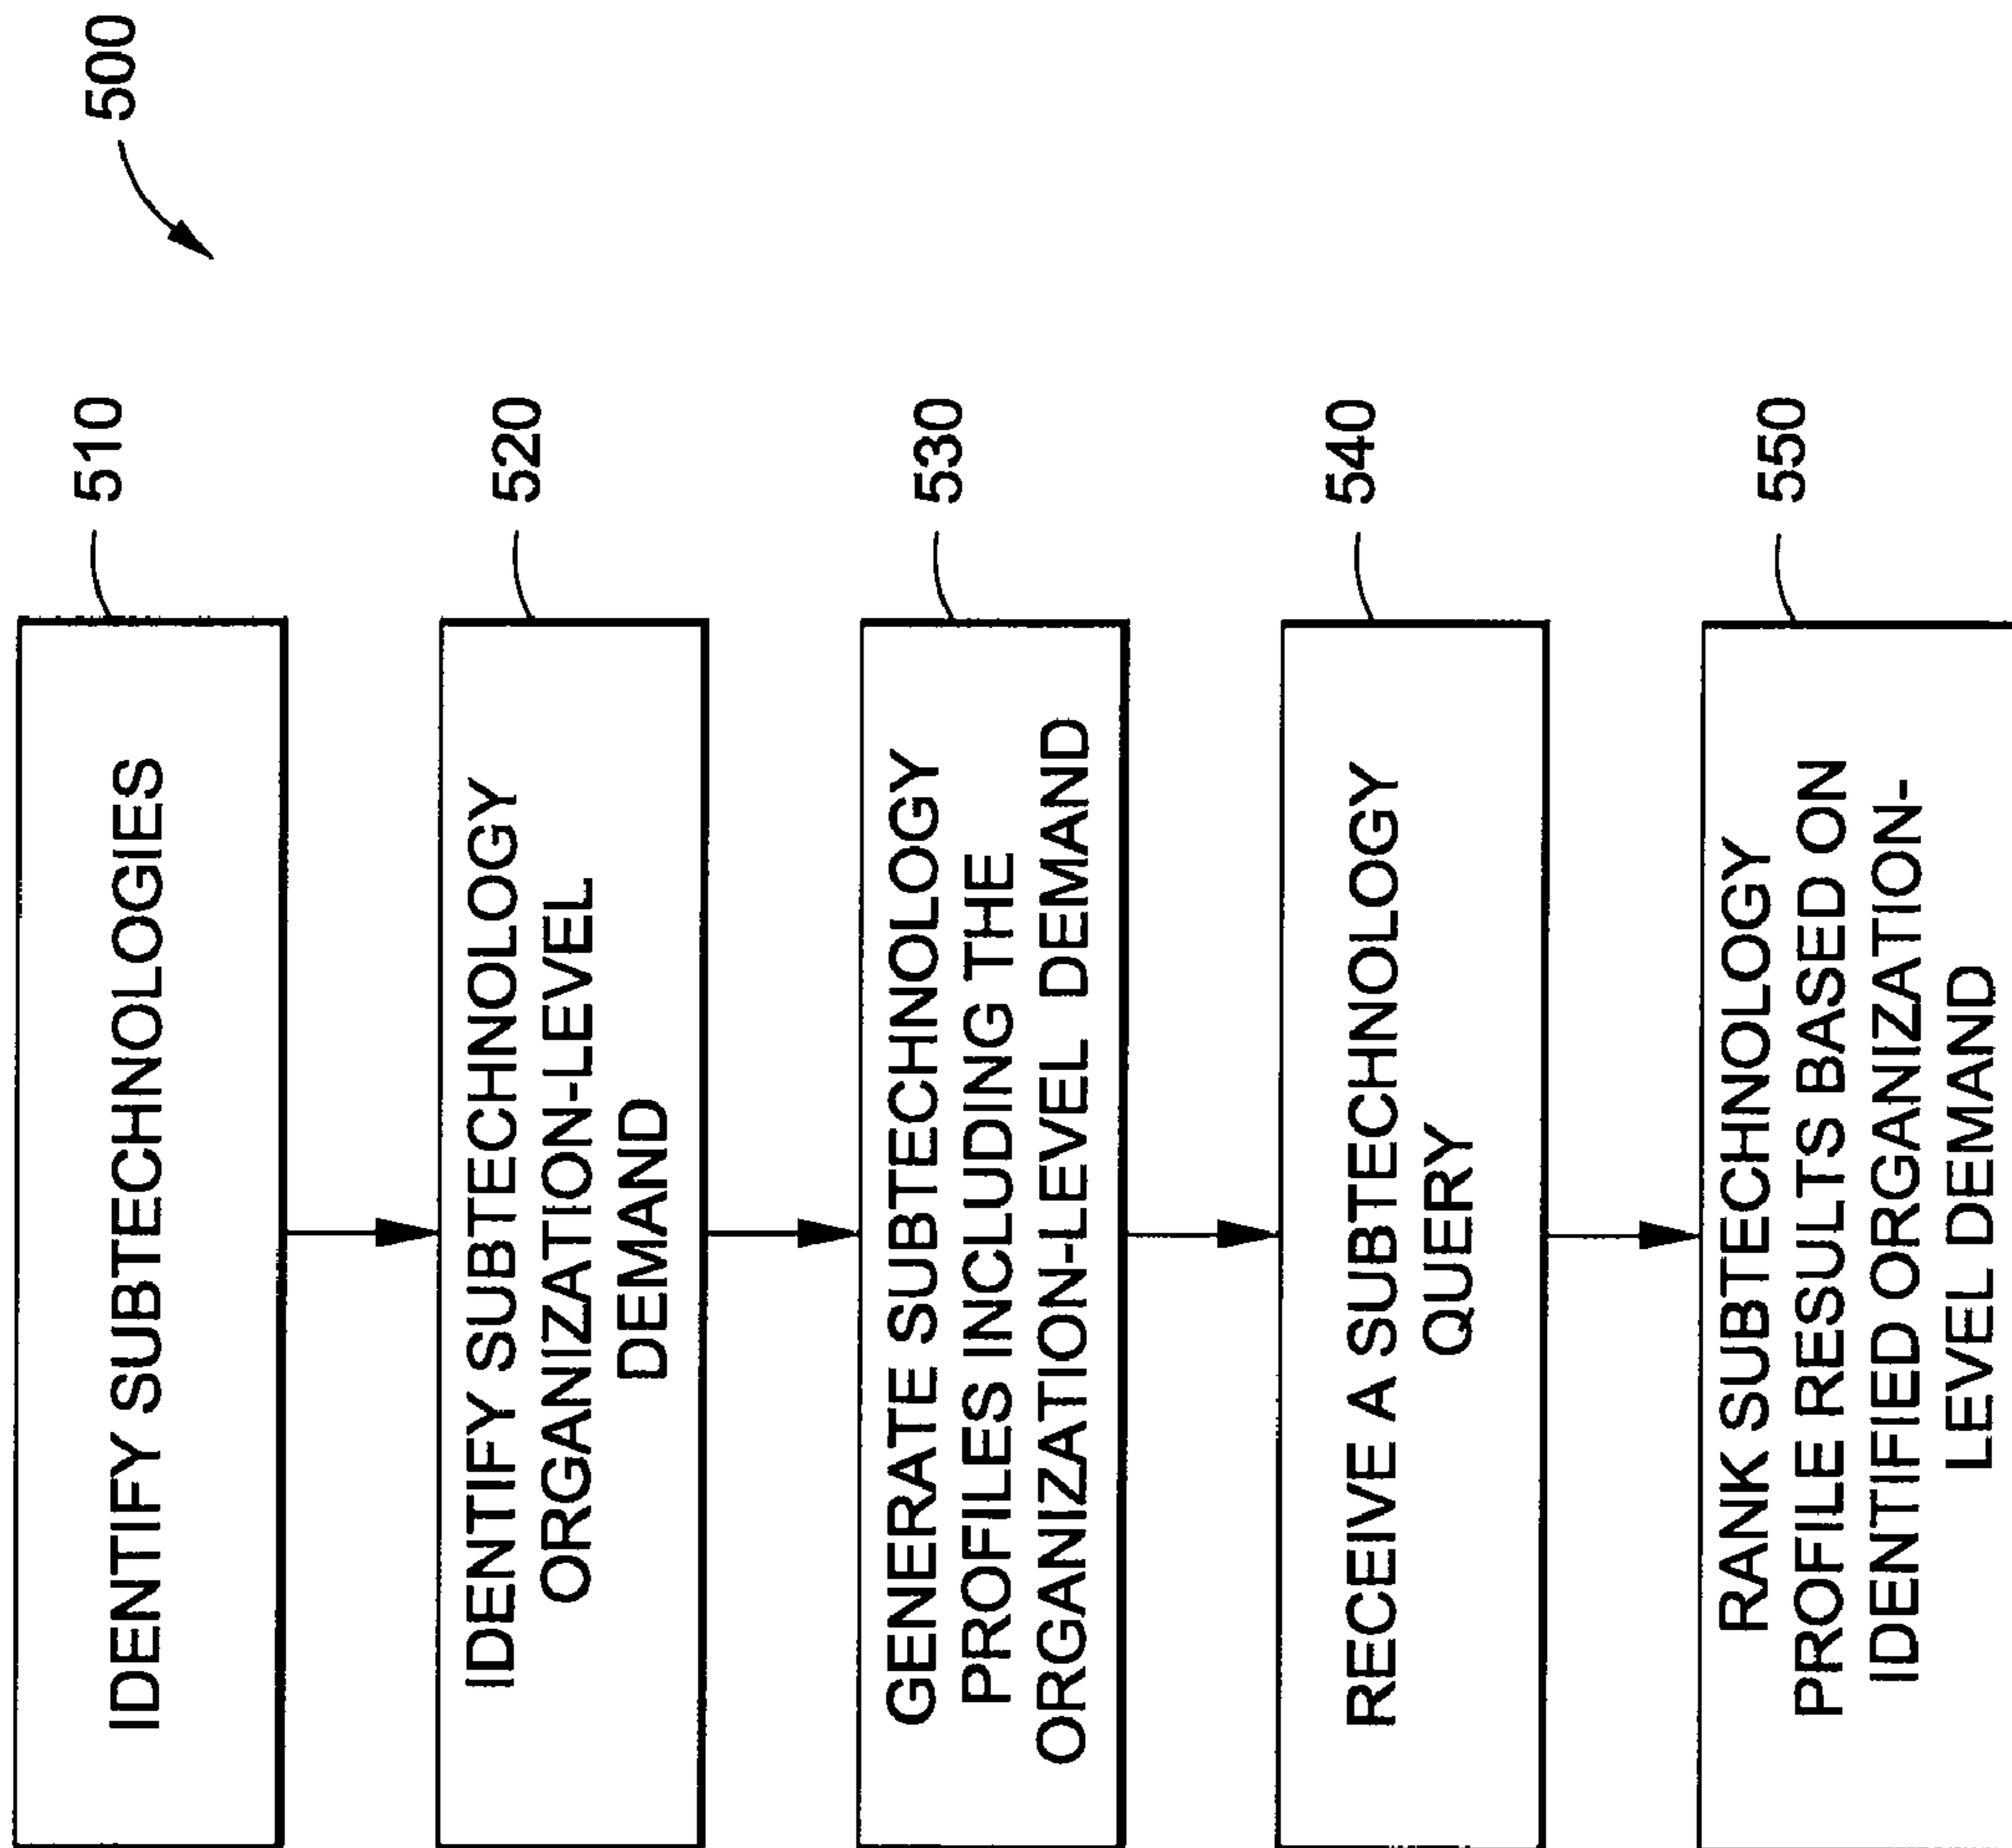 500
510
IDENTIFY SUBTECHNOLOGIES
520
IDENTIFY SUBTECHNOLOGY
ORGANIZATION-LEVEL
DEMAND
530
GENERATE SUBTECHNOLOGY
PROFILES INCLUDING THE
ORGANIZATION-LEVEL DEMAND
540
RECEIVE A SUBTECHNOLOGY
QUERY
550
RANK SUBTECHNOLOGY
PROFILE RESULTS BASED ON
IDENTIFIED ORGANIZATION-
LEVEL DEMAND